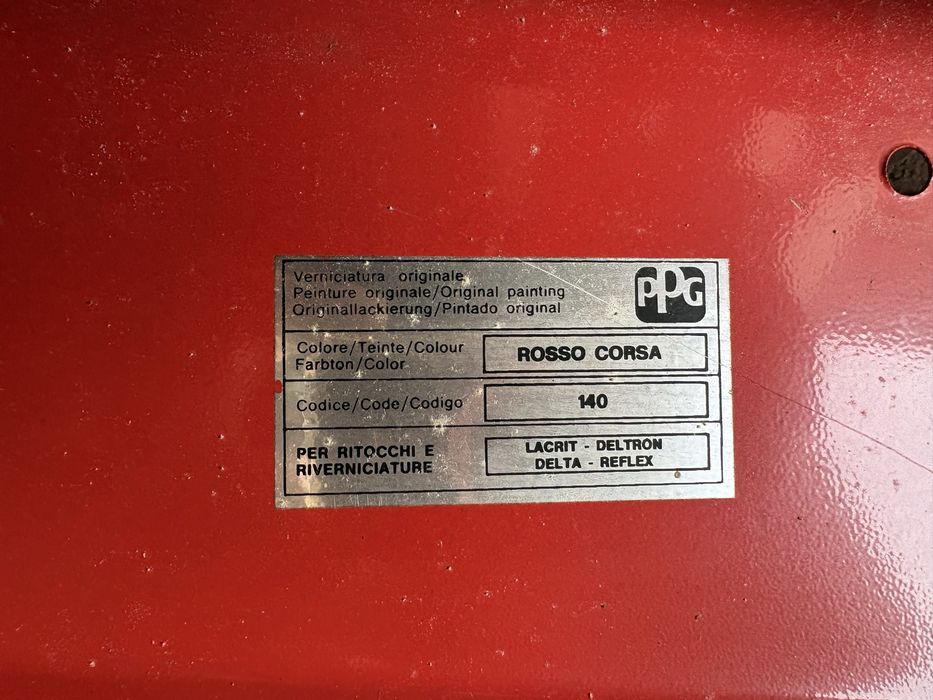 Verniciatura originale
Peinture originale/Original painting
Originallackierung/Pintado original
PPG
Colore/Teinte/Colour
Farbton/Color
ROSSO CORSA
Codice/Code/Codigo
140
PER RITOCCHI E
RIVERNICIATURE
LACRIT - DELTRON
DELTA - REFLEX